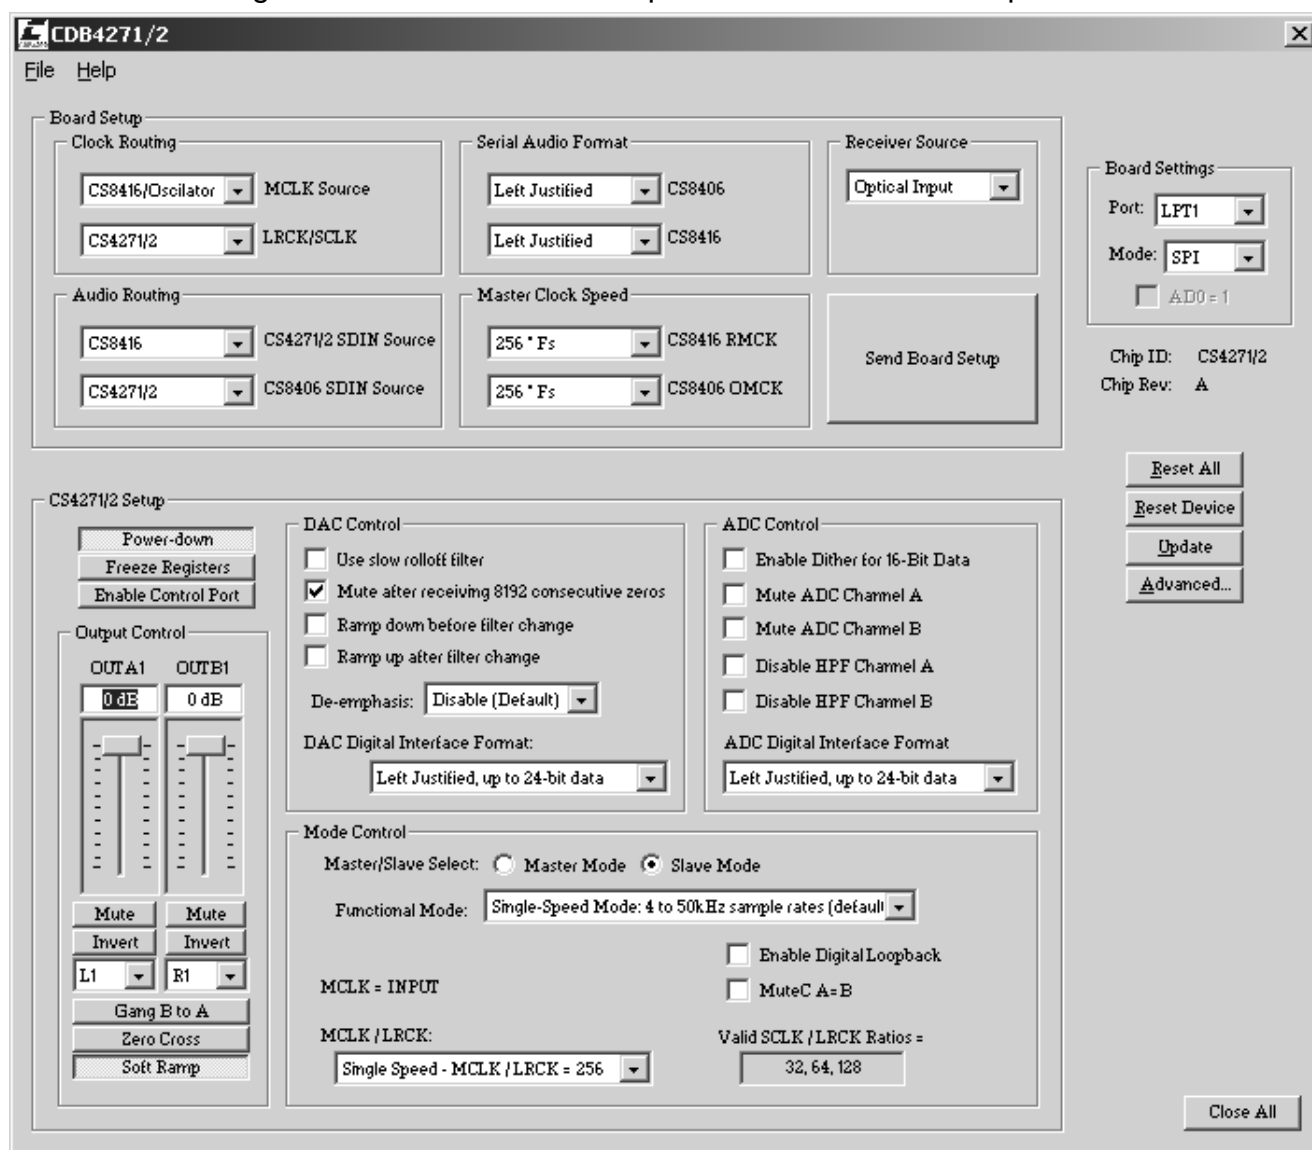 CDB4271/2
File Help
Board Setup
Clock Routing
CS8416/Oscilator MCLK Source
CS4271/2 LRCK/SCLK
Serial Audio Format
Left Justified CS8406
Left Justified CS8416
Receiver Source
Optical Input
Board Settings
Port: LPT1
Mode: SPI
AD0 = 1
Audio Routing
CS8416 CS4271/2 SDIN Source
CS4271/2 CS8406 SDIN Source
Master Clock Speed
256 * Fs CS8416 RMCK
256 * Fs CS8406 OMCK
Send Board Setup
Chip ID: CS4271/2
Chip Rev: A
Reset All
Reset Device
Update
Advanced...
CS4271/2 Setup
Power-down
Freeze Registers
Enable Control Port
Output Control
OUTA1 OUTB1
0 dB 0 dB
Mute Mute
Invert Invert
L1 R1
Gang B to A
Zero Cross
Soft Ramp
DAC Control
Use slow rolloff filter
Mute after receiving 8192 consecutive zeros
Ramp down before filter change
Ramp up after filter change
De-emphasis: Disable (Default)
DAC Digital Interface Format:
Left Justified, up to 24-bit data
ADC Control
Enable Dither for 16-Bit Data
Mute ADC Channel A
Mute ADC Channel B
Disable HPF Channel A
Disable HPF Channel B
ADC Digital Interface Format
Left Justified, up to 24-bit data
Mode Control
Master/Slave Select: Master Mode Slave Mode
Functional Mode: Single-Speed Mode: 4 to 50kHz sample rates (defaul
Enable Digital Loopback
MCLK = INPUT
MuteC A=B
MCLK / LRCK:
Single Speed - MCLK / LRCK = 256
Valid SCLK / LRCK Ratios =
32, 64, 128
Close All